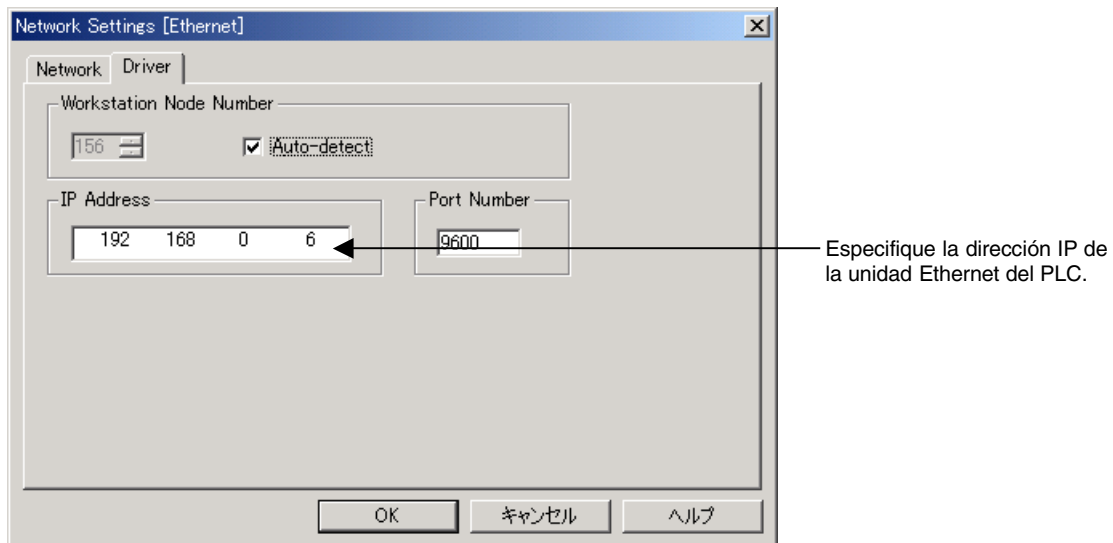 Network Settings [Ethernet]
Network Driver
Workstation Node Number
156 Auto-detect
IP Address Port Number
192 168 0 6 9600
Especifique la dirección IP de
la unidad Ethernet del PLC.
OK キャンセル ヘルプ